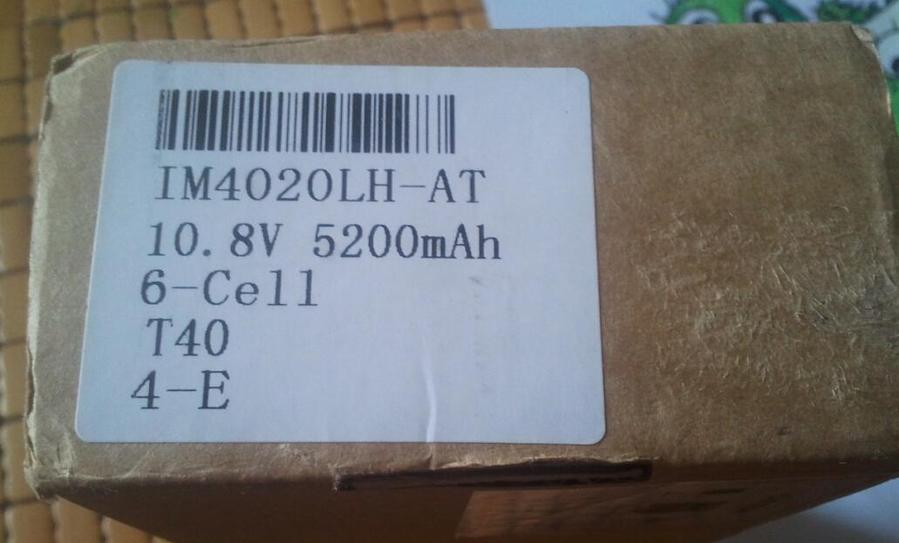 IM4020LH-AT
10.8V 5200mAh
6-Cell
T40
4-E